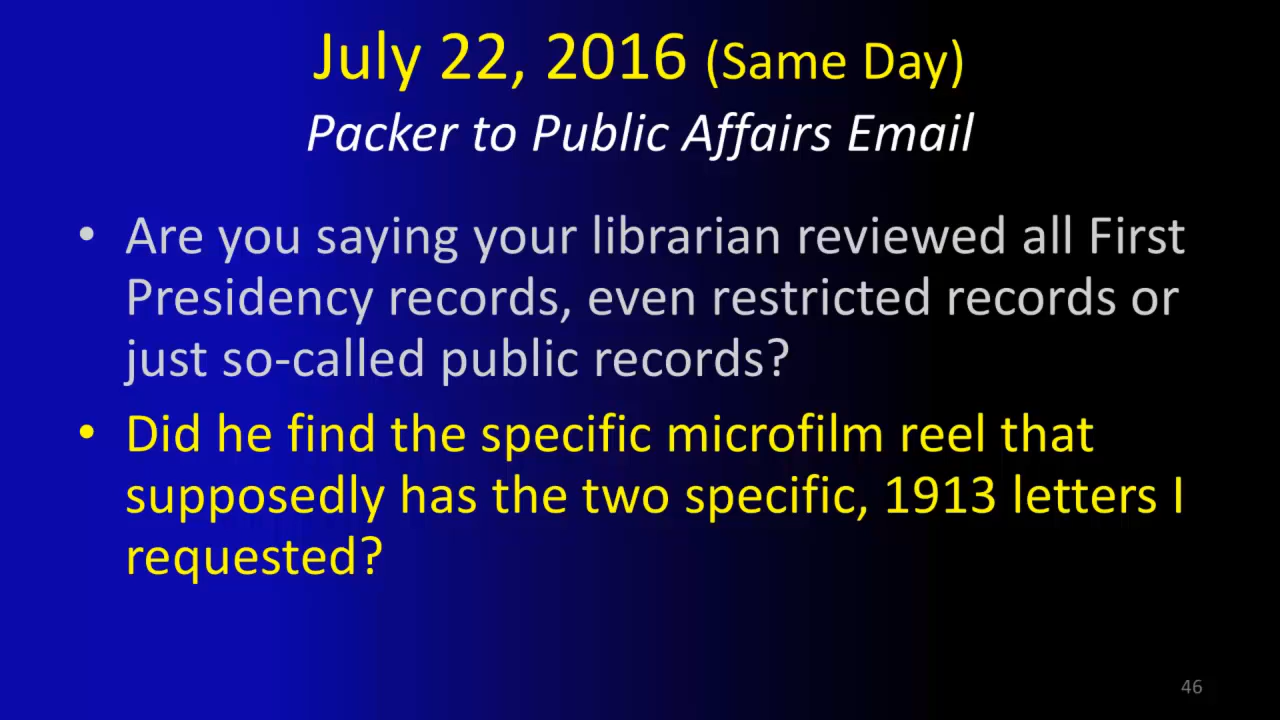 July 22, 2016 (Same Day)
Packer to Public Affairs Email
• Are you saying your librarian reviewed all First
Presidency records, even restricted records or
just so-called public records?
• Did he find the specific microfilm reel that
supposedly has the two specific, 1913 letters I
requested?
46